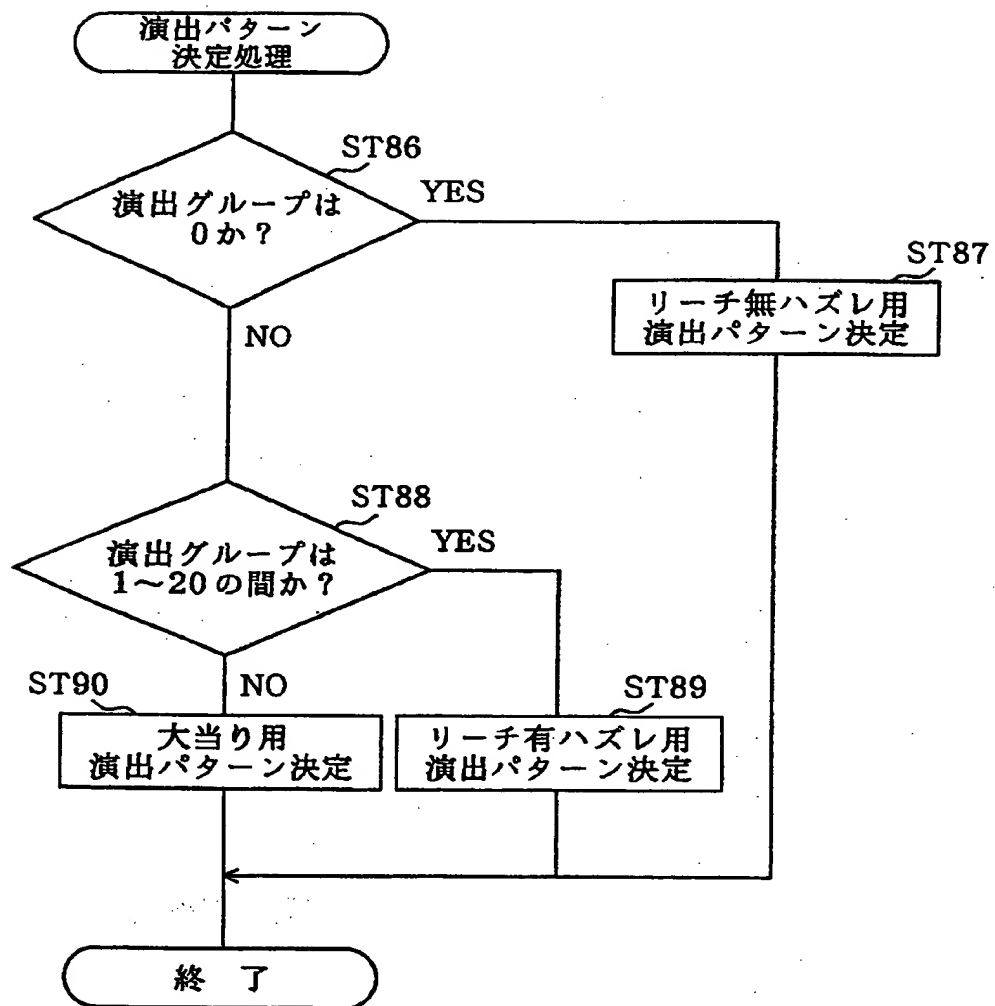 演出パターン
決定処理
ST86
演出グループは
0か？
YES
NO
ST87
リーチ無ハズレ用
演出パターン決定
ST88
演出グループは
1～20の間か？
YES
NO
ST90
大当り用
演出パターン決定
ST89
リーチ有ハズレ用
演出パターン決定
終 了